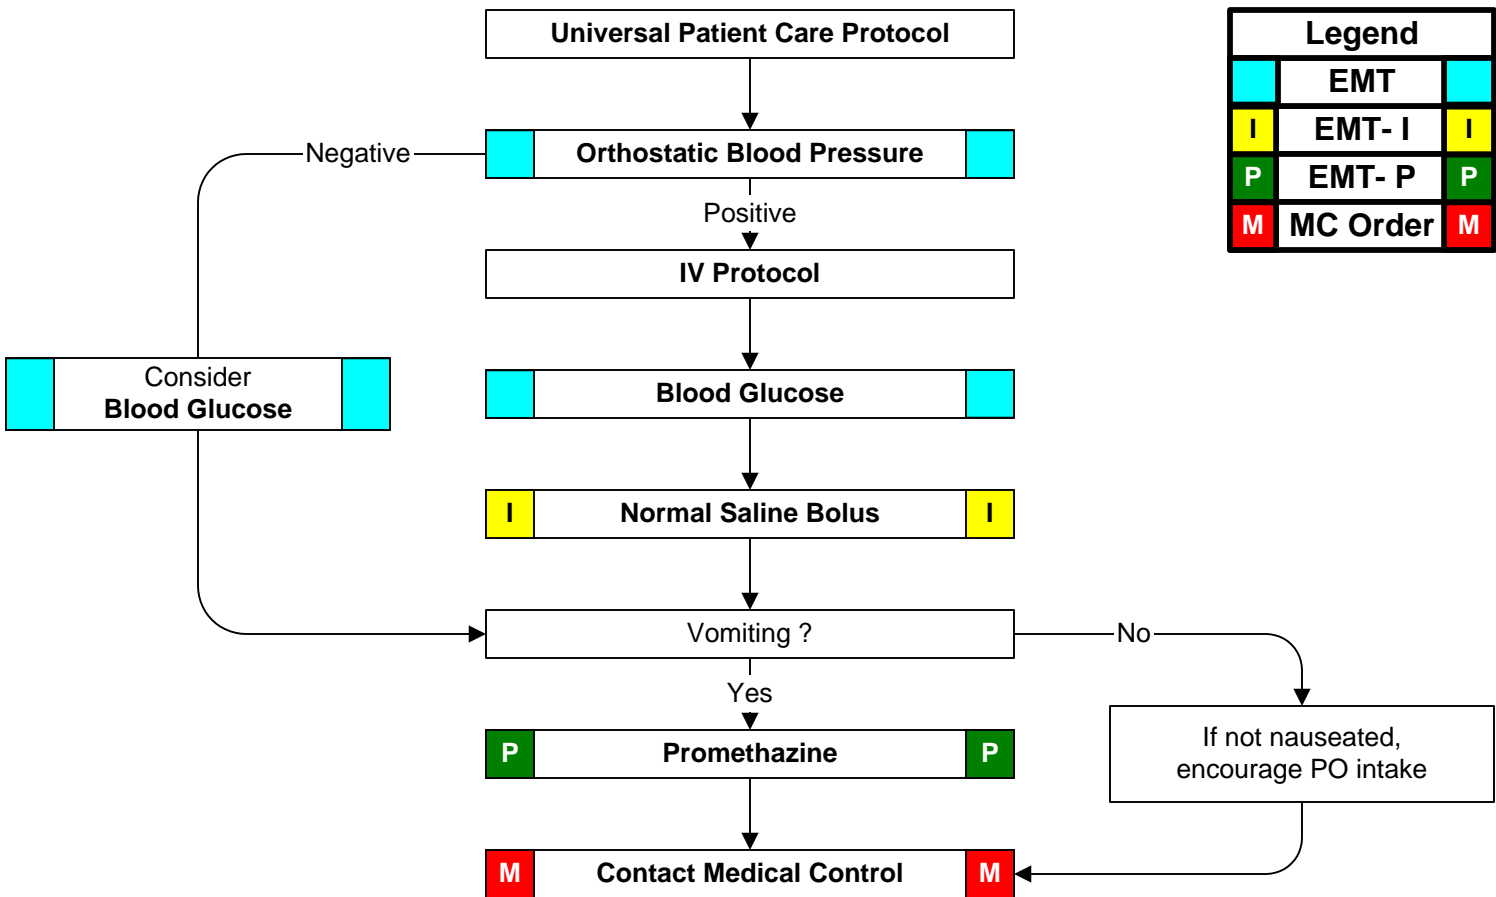 Universal Patient Care Protocol
Legend
EMT
I EMT- I I
P EMT- P P
M MC Order M
Negative
Orthostatic Blood Pressure
Positive
IV Protocol
Consider
Blood Glucose
Blood Glucose
I Normal Saline Bolus I
Vomiting ?
No
Yes
If not nauseated,
encourage PO intake
P Promethazine P
M Contact Medical Control M